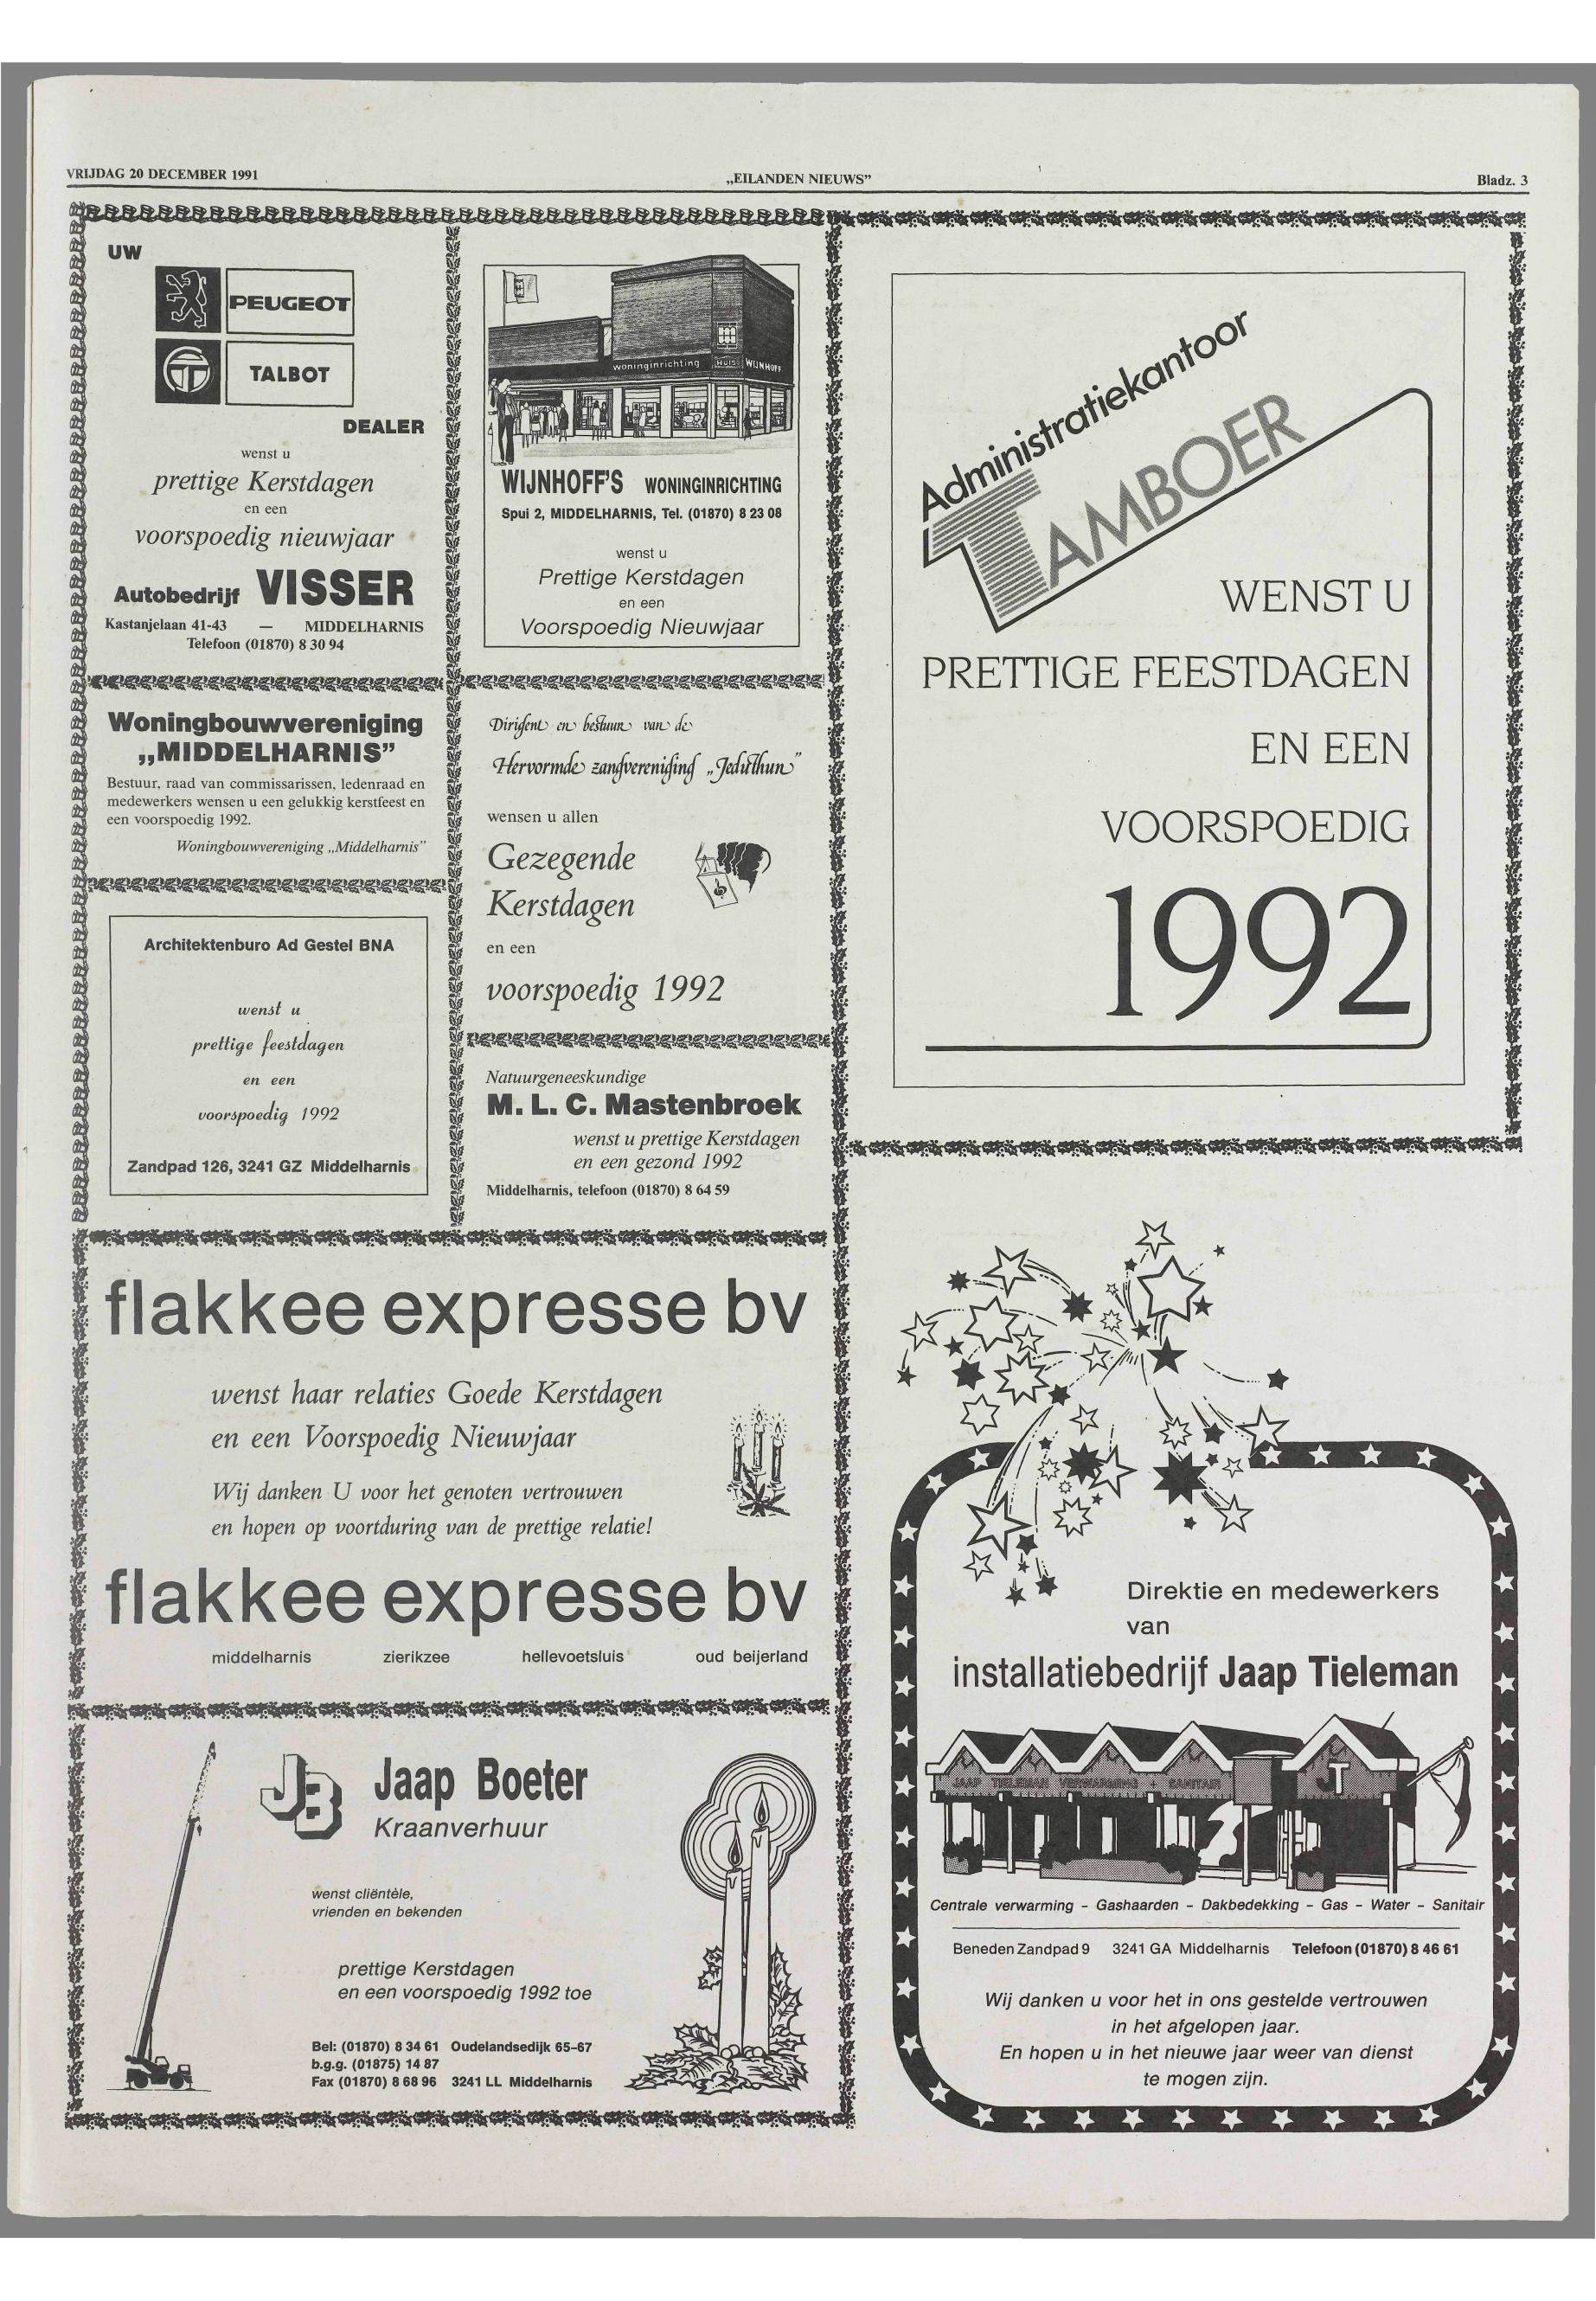 VRIJDAG 20 DECEMBER 1991
„EILANDEN NIEUWS”
Bladz. 3
UW
PEUGEOT
TALBOT
DEALER
wenst u
prettige Kerstdagen
en een
voorspoedig nieuwjaar
Autobedrijf VISSER
Kastanjelaan 41-43 — MIDDELHARNIS
Telefoon (01870) 8 30 94
Woningbouwvereniging
„MIDDELHARNIS”
Bestuur, raad van commissarissen, ledenraad en
medewerkers wensen u een gelukkig kerstfeest en
een voorspoedig 1992.
Woningbouwvereniging „Middelharnis”
Architektenburo Ad Gestel BNA
wenst u
prettige feestdagen
en een
voorspoedig 1992
Zandpad 126, 3241 GZ Middelharnis
woninginrichting HUIS WIJNHOFF
WIJNHOFF'S WONINGINRICHTING
Spui 2, MIDDELHARNIS, Tel. (01870) 8 23 08
wenst u
Prettige Kerstdagen
en een
Voorspoedig Nieuwjaar
Dirigent en bestuur van de
Hervormde zangvereniging „Jeduthun”
wensen u allen
Gezegende
Kerstdagen
en een
voorspoedig 1992
Natuurgeneeskundige
M. L. C. Mastenbroek
wenst u prettige Kerstdagen
en een gezond 1992
Middelharnis, telefoon (01870) 8 64 59
Administratiekantoor
TAMBOER
WENST U
PRETTIGE FEESTDAGEN
EN EEN
VOORSPOEDIG
1992
flakkee expresse bv
wenst haar relaties Goede Kerstdagen
en een Voorspoedig Nieuwjaar
Wij danken U voor het genoten vertrouwen
en hopen op voortduring van de prettige relatie!
flakkee expresse bv
middelharnis zierikzee hellevoetsluis oud beijerland
JB
Jaap Boeter
Kraanverhuur
wenst cliëntèle,
vrienden en bekenden
prettige Kerstdagen
en een voorspoedig 1992 toe
Bel: (01870) 8 34 61 Oudelandsedijk 65-67
b.g.g. (01875) 14 87
Fax (01870) 8 68 96 3241 LL Middelharnis
Direktie en medewerkers
van
installatiebedrijf Jaap Tieleman
JAAP TIELEMAN VERWARMING + SANITAIR JT
Centrale verwarming - Gashaarden - Dakbedekking - Gas - Water - Sanitair
Beneden Zandpad 9 3241 GA Middelharnis Telefoon (01870) 8 46 61
Wij danken u voor het in ons gestelde vertrouwen
in het afgelopen jaar.
En hopen u in het nieuwe jaar weer van dienst
te mogen zijn.